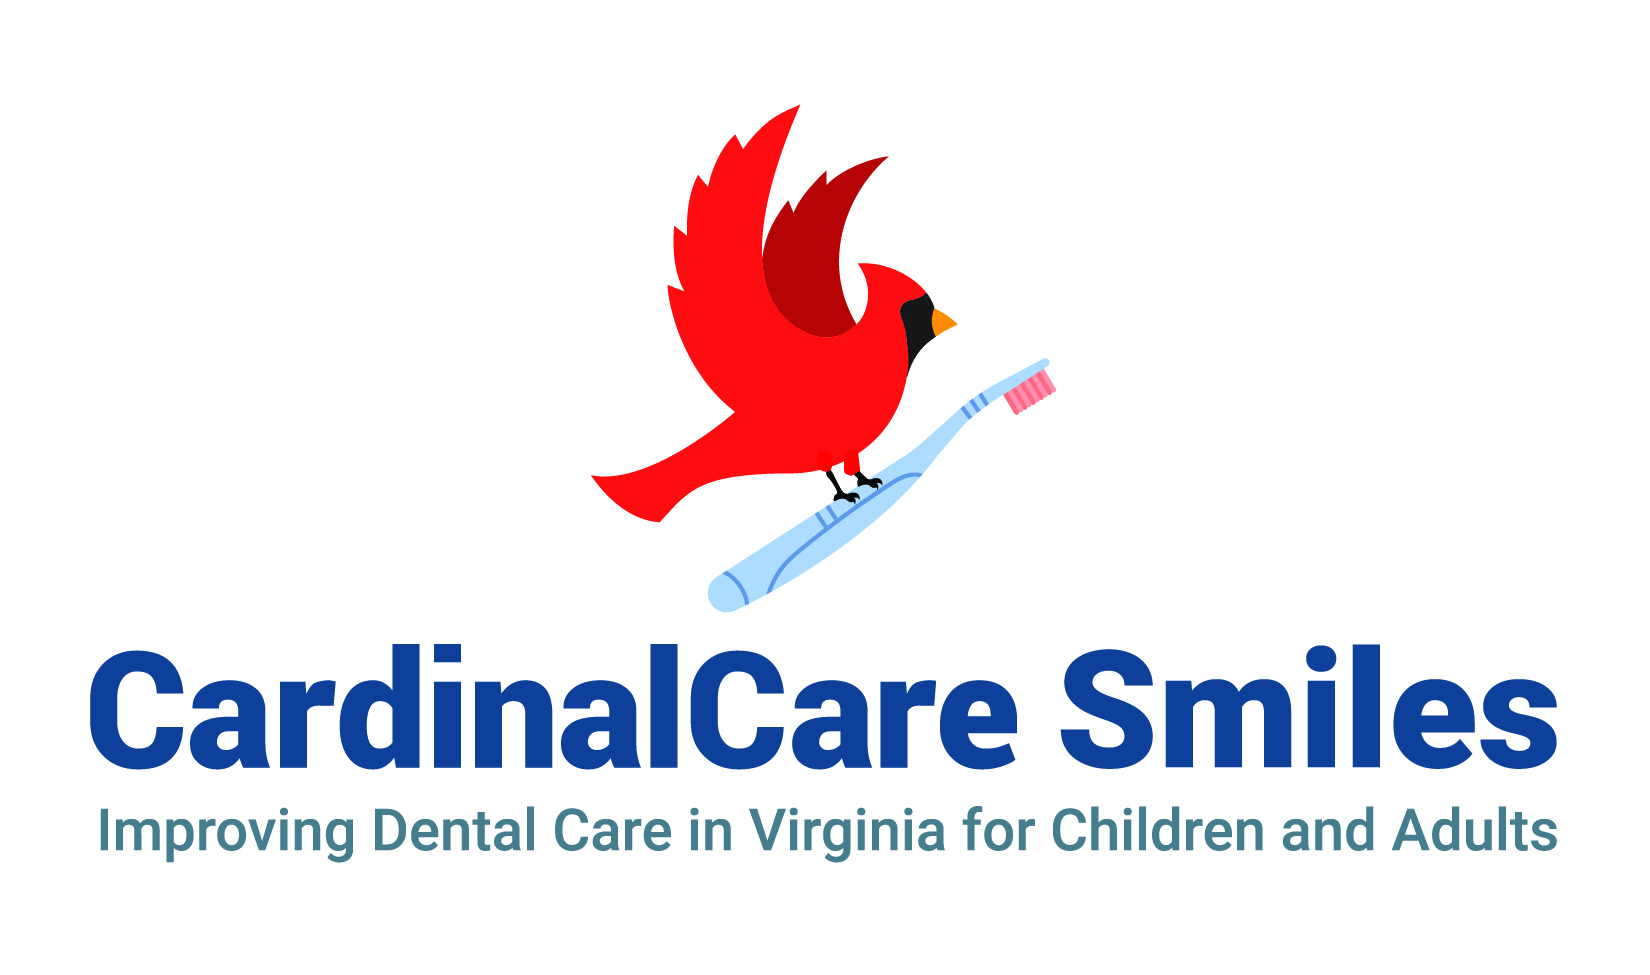 CardinalCare Smiles
Improving Dental Care in Virginia for Children and Adults